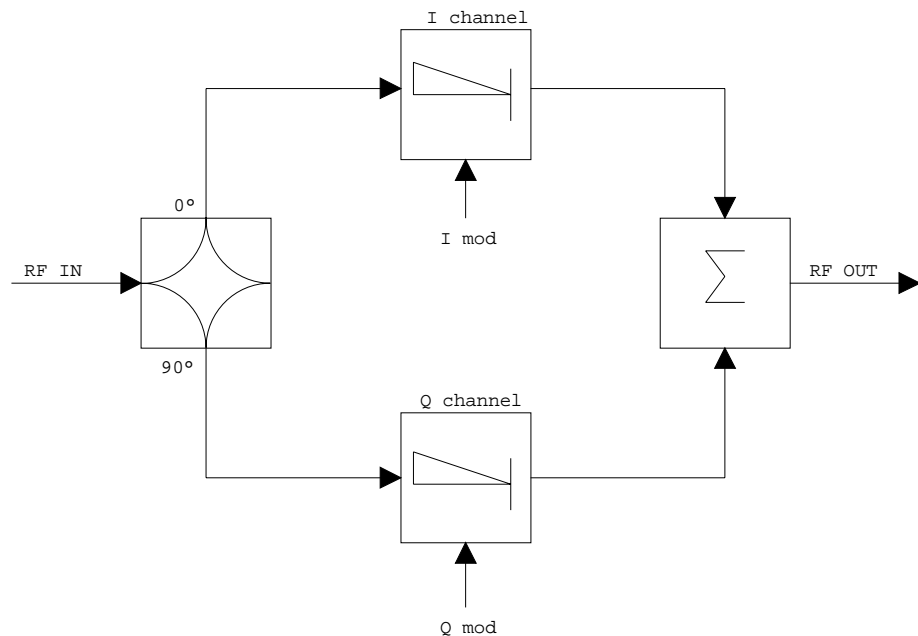 I channel
0°
I mod
RF IN
Σ
RF OUT
90°
Q channel
Q mod